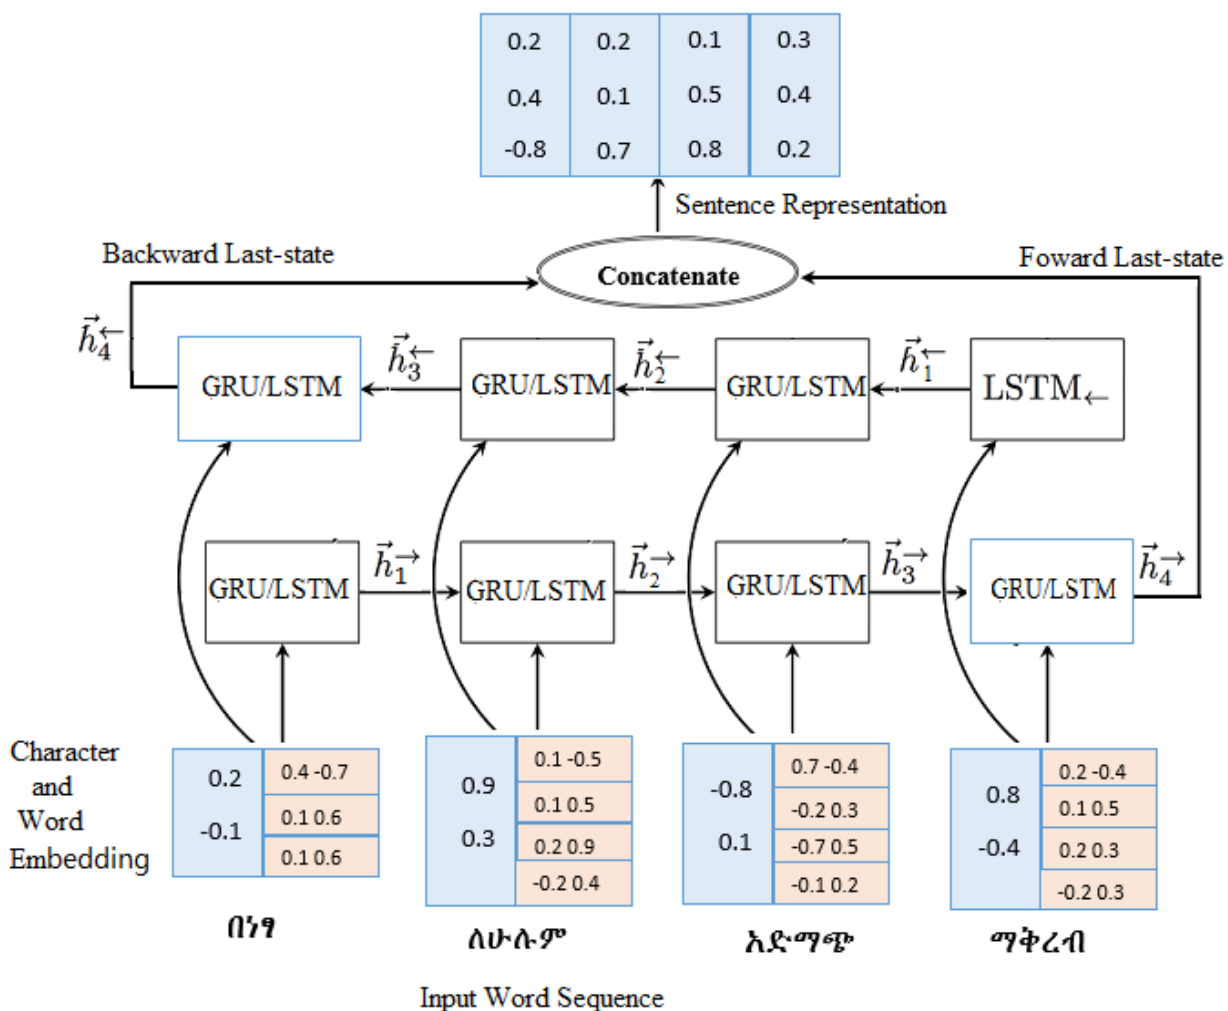 0.2 0.2 0.1 0.3
0.4 0.1 0.5 0.4
-0.8 0.7 0.8 0.2
Sentence Representation
Backward Last-state
Foward Last-state
Concatenate
h⃗₄← h⃗₃← h⃗₂← h⃗₁←
GRU/LSTM GRU/LSTM GRU/LSTM LSTM←
h⃗₁→ h⃗₂→ h⃗₃→ h⃗₄→
GRU/LSTM GRU/LSTM GRU/LSTM GRU/LSTM
Character
and
Word
Embedding
0.2
-0.1
0.4 -0.7
0.1 0.6
0.1 0.6
0.9
0.3
0.1 -0.5
0.1 0.5
0.2 0.9
-0.2 0.4
-0.8
0.1
0.7 -0.4
-0.2 0.3
-0.7 0.5
-0.1 0.2
0.8
-0.4
0.2 -0.4
0.1 0.5
0.2 0.3
-0.2 0.3
በነፃ ለሁሉም አድማጭ ማቅረብ
Input Word Sequence